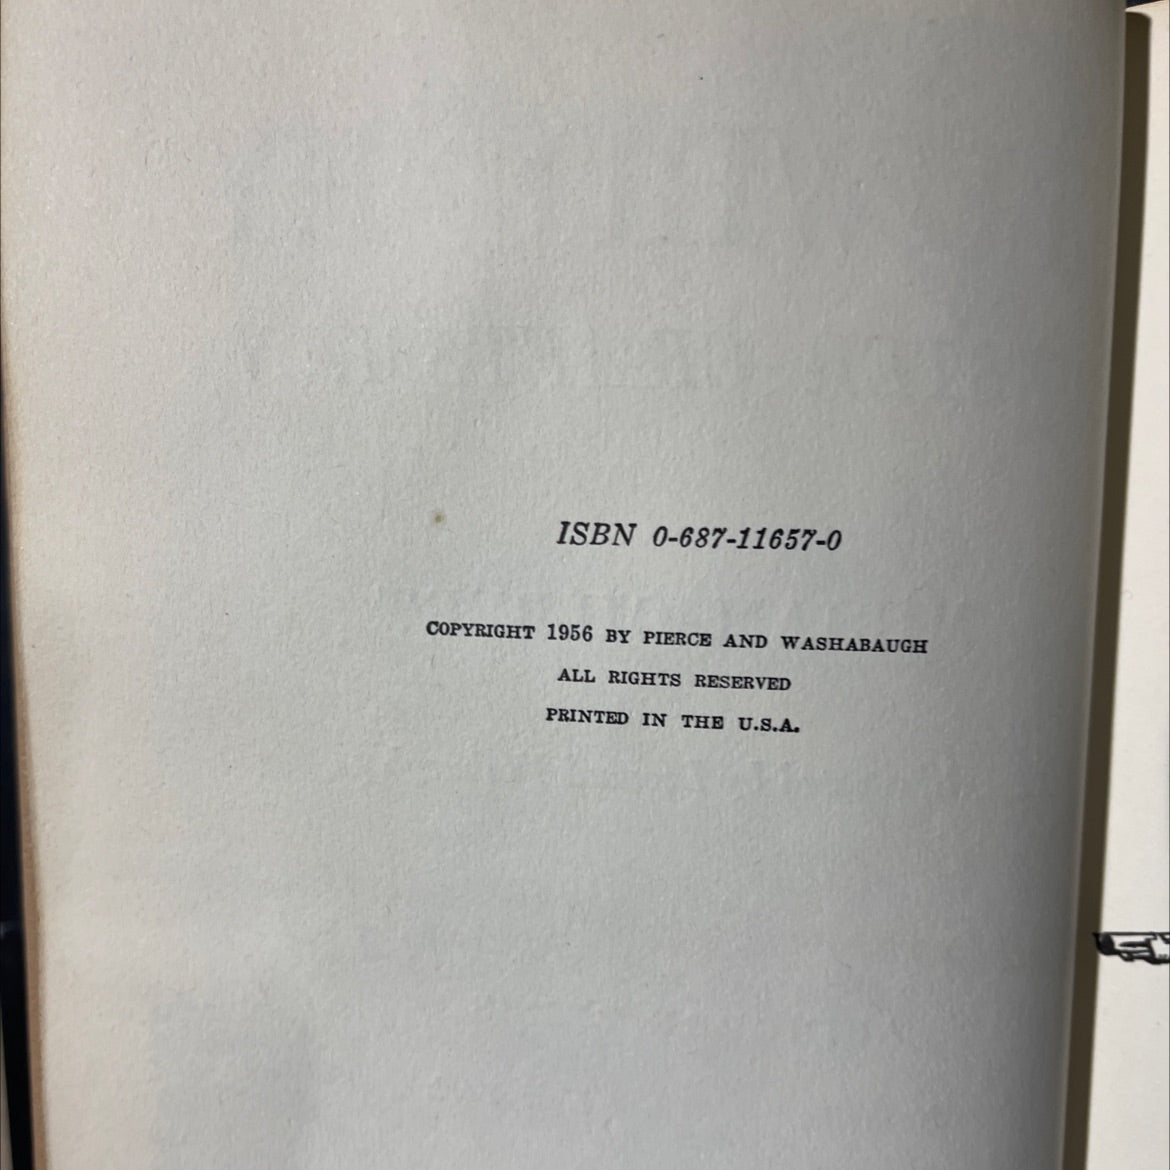 ISBN 0-687-11657-0
COPYRIGHT 1956 BY PIERCE AND WASHABAUGH
ALL RIGHTS RESERVED
PRINTED IN THE U.S.A.